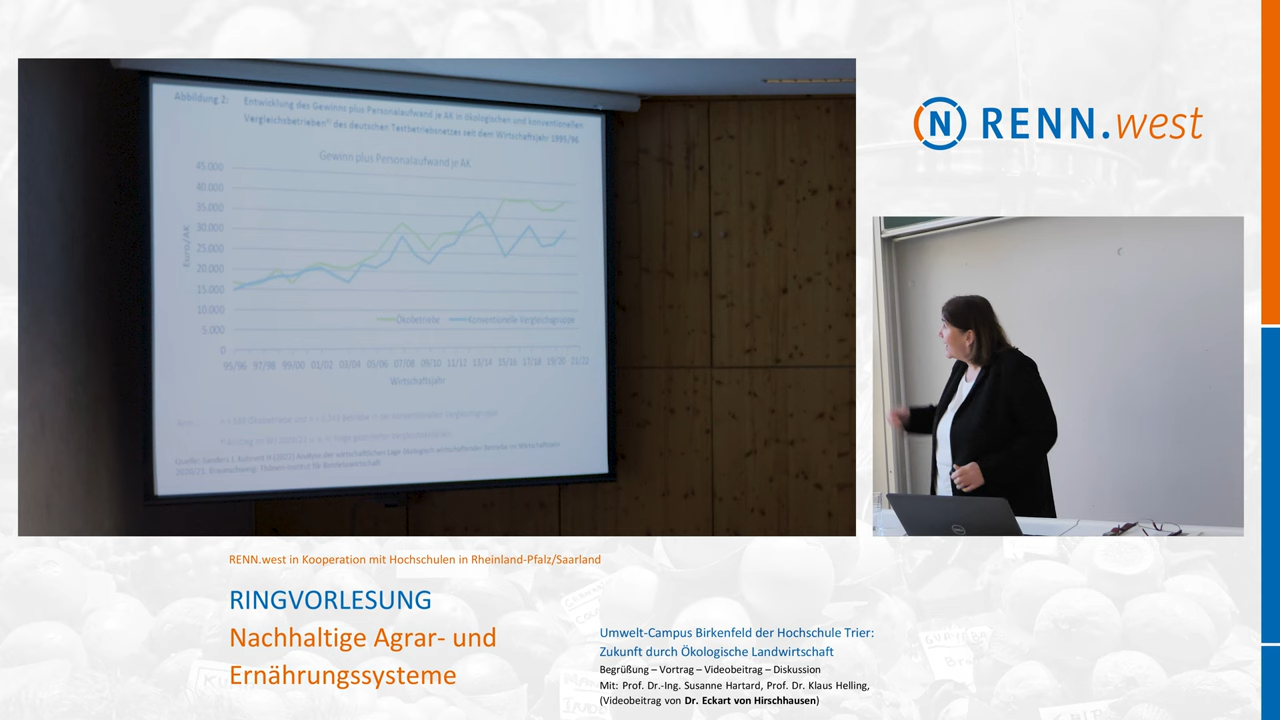 Abbildung 2: Entwicklung des Gewinns plus Personalaufwand je AK in ökologischen und konventionellen
Vergleichsbetrieben des deutschen Testbetriebsnetzes seit dem Wirtschaftsjahr 1995/96
Gewinn plus Personalaufwand je AK
45.000
40.000
35.000
30.000
25.000
20.000
15.000
10.000
5.000
0
Euro/AK
Ökobetriebe Konventionelle Vergleichsgruppe
95/96 97/98 99/00 01/02 03/04 05/06 07/08 09/10 11/12 13/14 15/16 17/18 19/20 21/22
Wirtschaftsjahr
N RENN.west
DELL
RENN.west in Kooperation mit Hochschulen in Rheinland-Pfalz/Saarland
RINGVORLESUNG
Nachhaltige Agrar- und
Ernährungssysteme
Umwelt-Campus Birkenfeld der Hochschule Trier:
Zukunft durch Ökologische Landwirtschaft
Begrüßung – Vortrag – Videobeitrag – Diskussion
Mit: Prof. Dr.-Ing. Susanne Hartard, Prof. Dr. Klaus Helling,
(Videobeitrag von Dr. Eckart von Hirschhausen)